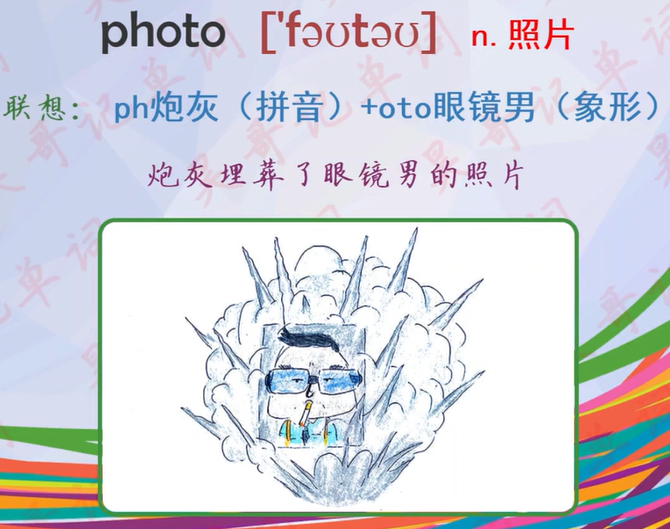 photo ['fəʊtəʊ] n.照片
联想: ph炮灰（拼音）+oto眼镜男（象形）
炮灰埋葬了眼镜男的照片